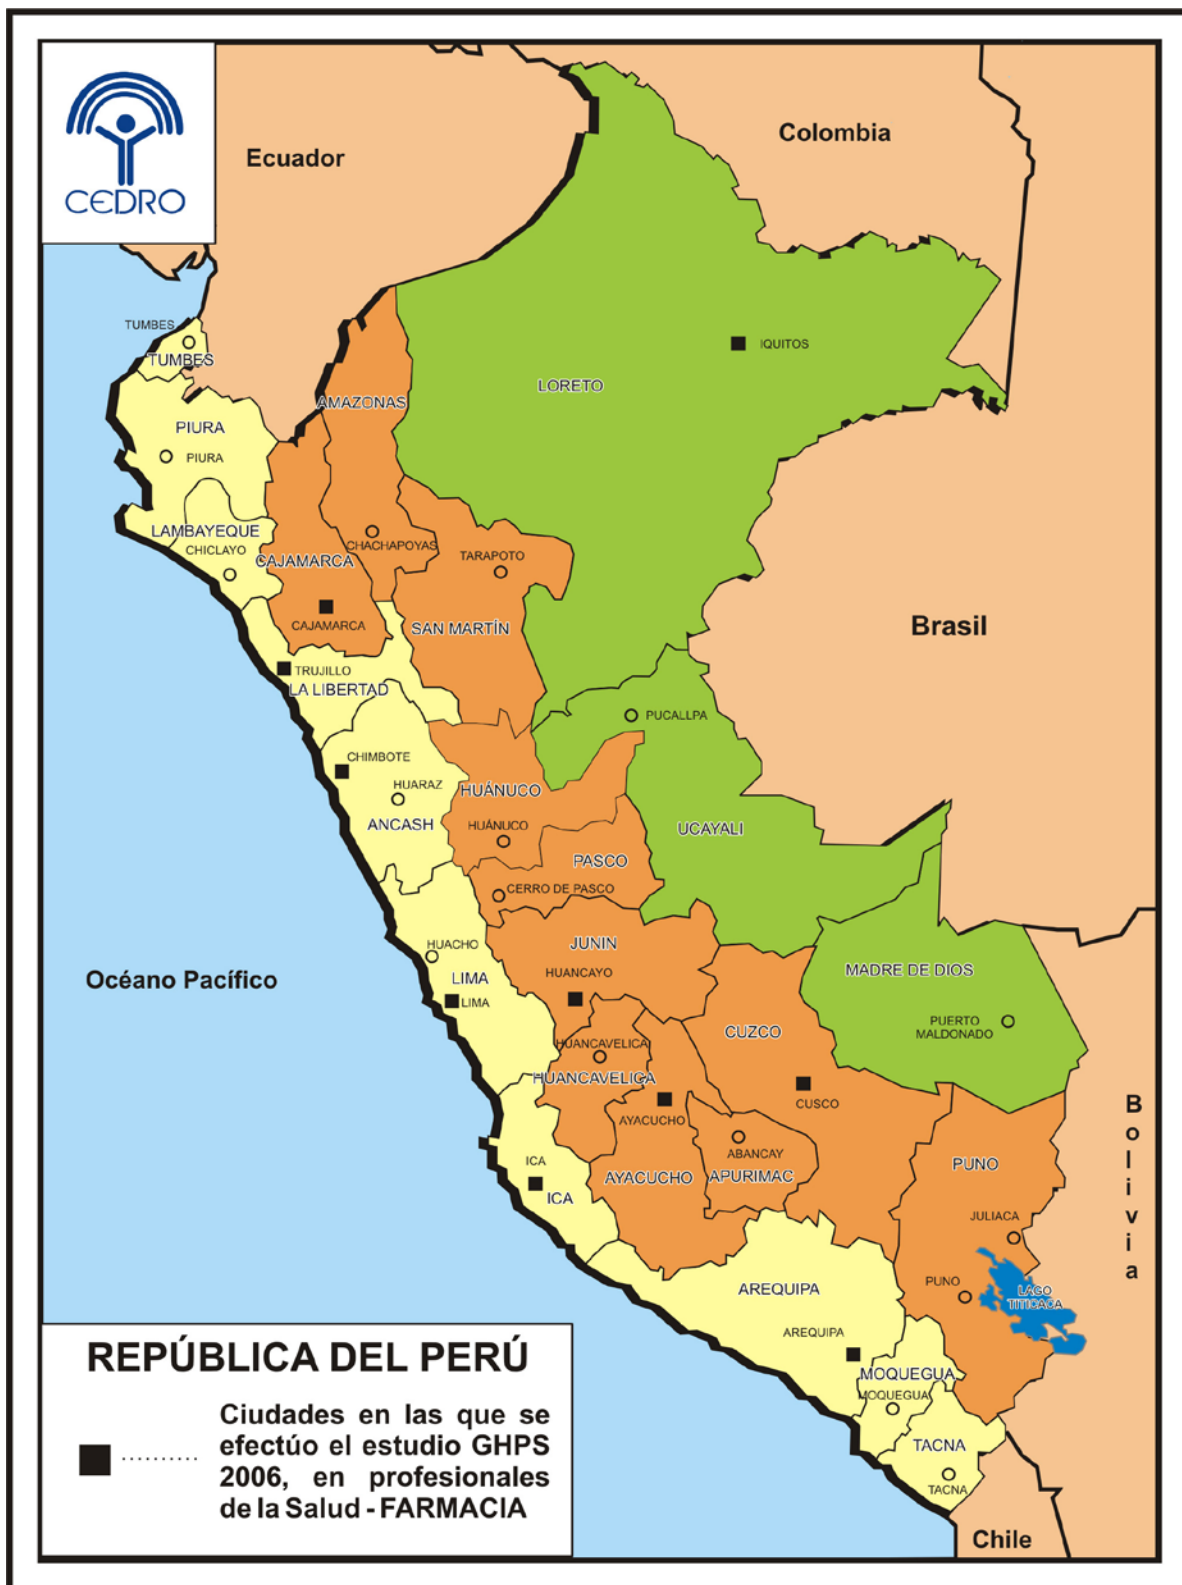 CEDRO
Ecuador
Colombia
TUMBES
TUMBES
IQUITOS
LORETO
AMAZONAS
PIURA
PIURA
LAMBAYEQUE
CHICLAYO
CHACHAPOYAS
CAJAMARCA
TARAPOTO
CAJAMARCA
SAN MARTÍN
Brasil
TRUJILLO
LA LIBERTAD
PUCALLPA
CHIMBOTE
HUARAZ
HUÁNUCO
ANCASH
HUÁNUCO
UCAYALI
PASCO
CERRO DE PASCO
HUACHO
JUNIN
Océano Pacífico
LIMA
HUANCAYO
MADRE DE DIOS
LIMA
PUERTO
MALDONADO
CUZCO
HUANCAVELICA
HUANCAVELICA
CUSCO
AYACUCHO
Bolivia
ICA
ABANCAY
AYACUCHO
APURIMAC
PUNO
ICA
JULIACA
AREQUIPA
PUNO
LAGO
TITICACA
AREQUIPA
MOQUEGUA
MOQUEGUA
TACNA
TACNA
Chile
REPÚBLICA DEL PERÚ
.......... Ciudades en las que se
efectúo el estudio GHPS
2006, en profesionales
de la Salud - FARMACIA